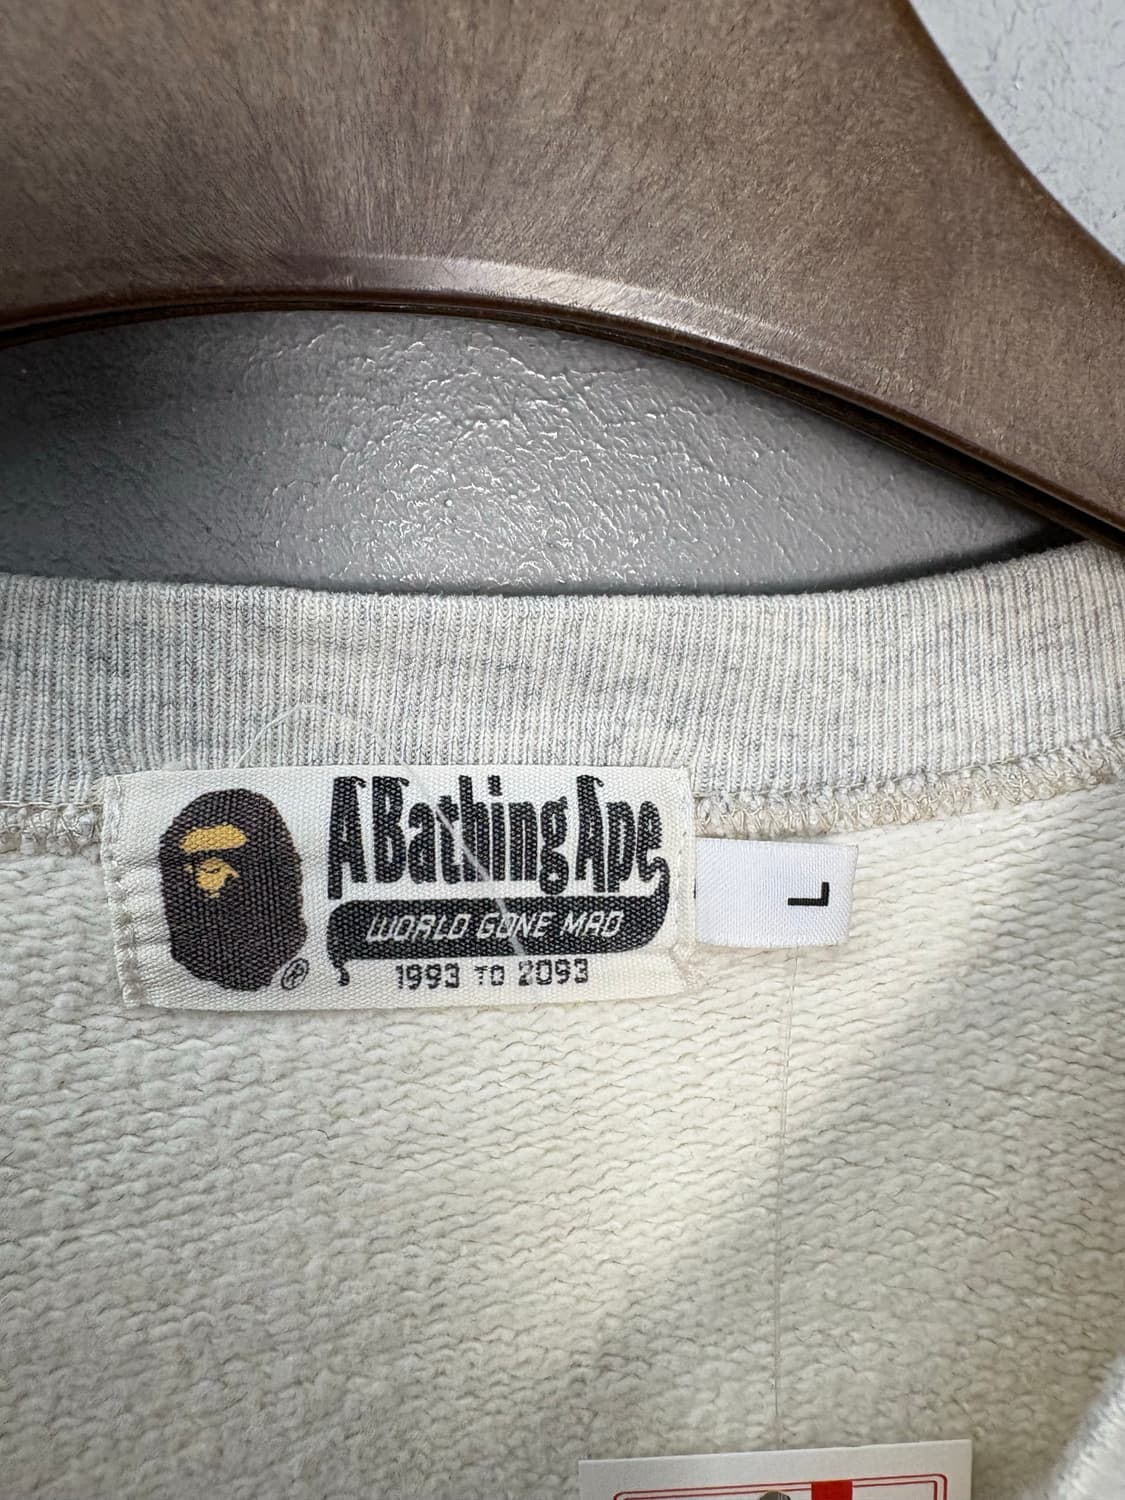 A Bathing Ape
WORLD GONE MAD
1993 TO 2093
®
L